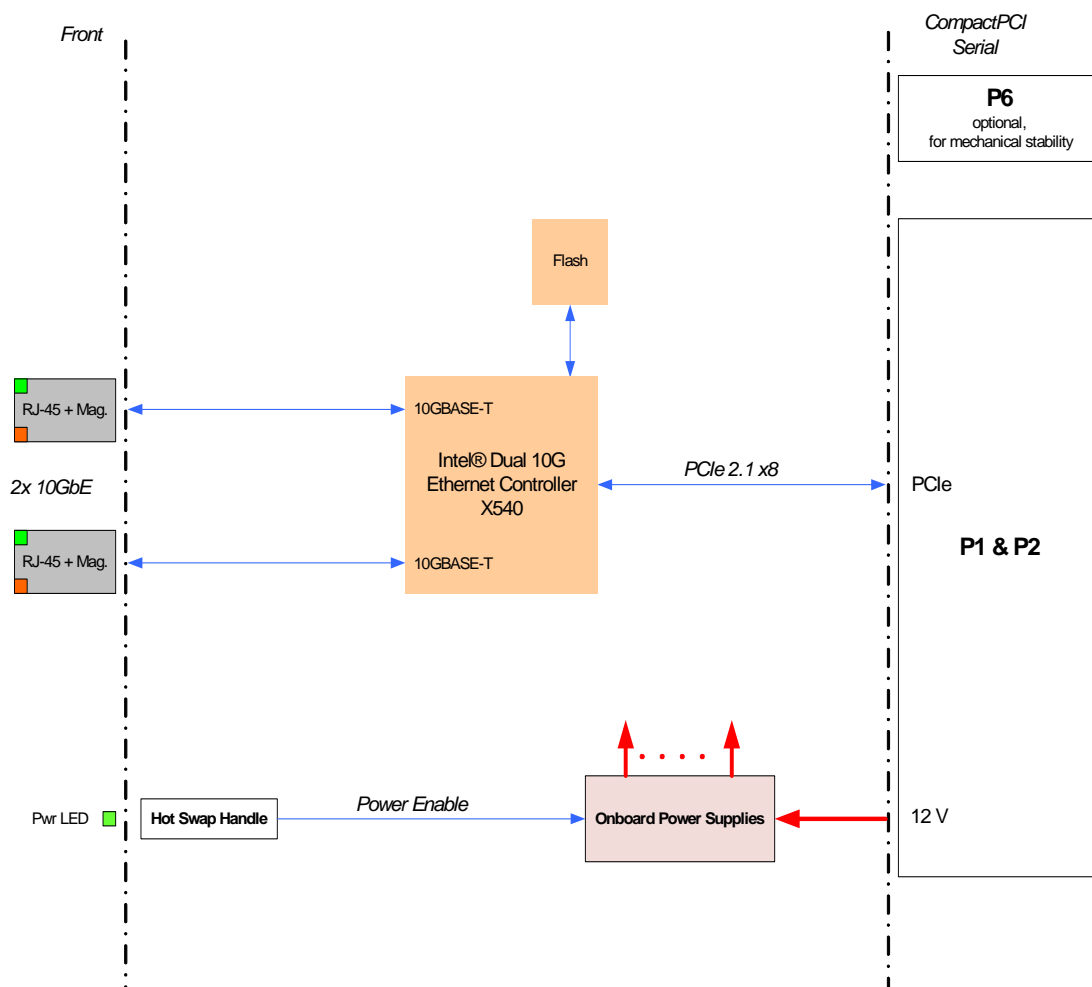 Front
CompactPCI
Serial
P6
optional,
for mechanical stability
Flash
RJ-45 + Mag.
10GBASE-T
Intel® Dual 10G
Ethernet Controller
X540
2x 10GbE
PCIe 2.1 x8
PCIe
P1 & P2
RJ-45 + Mag.
10GBASE-T
Pwr LED
Hot Swap Handle
Power Enable
Onboard Power Supplies
12 V